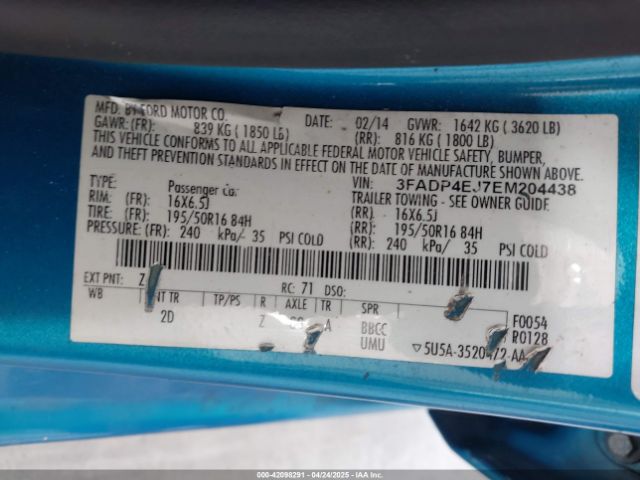 MFD. BY FORD MOTOR CO.
DATE: 02/14 GVWR: 1642 KG ( 3620 LB)
GAWR: (FR): 839 KG ( 1850 LB) (RR): 816 KG ( 1800 LB)
THIS VEHICLE CONFORMS TO ALL APPLICABLE FEDERAL MOTOR VEHICLE SAFETY, BUMPER,
AND THEFT PREVENTION STANDARDS IN EFFECT ON THE DATE OF MANUFACTURE SHOWN ABOVE.
VIN: 3FADP4EJ7EM204438
TYPE: Passenger Car TRAILER TOWING - SEE OWNER GUIDE
RIM: (FR): 16X6.5J (RR): 16X6.5J
TIRE: (FR): 195/50R16 84H (RR): 195/50R16 84H
PRESSURE: (FR): 240 kPa/ 35 PSI COLD (RR): 240 kPa/ 35 PSI COLD
EXT PNT: Z RC: 71 DSO:
WB INT TR TP/PS R AXLE TR SPR F0054
2D Z A BBCC R0128
UMU ▽5U5A-3520472-AA
000-42098291 - 04/24/2025 - IAAI.COM